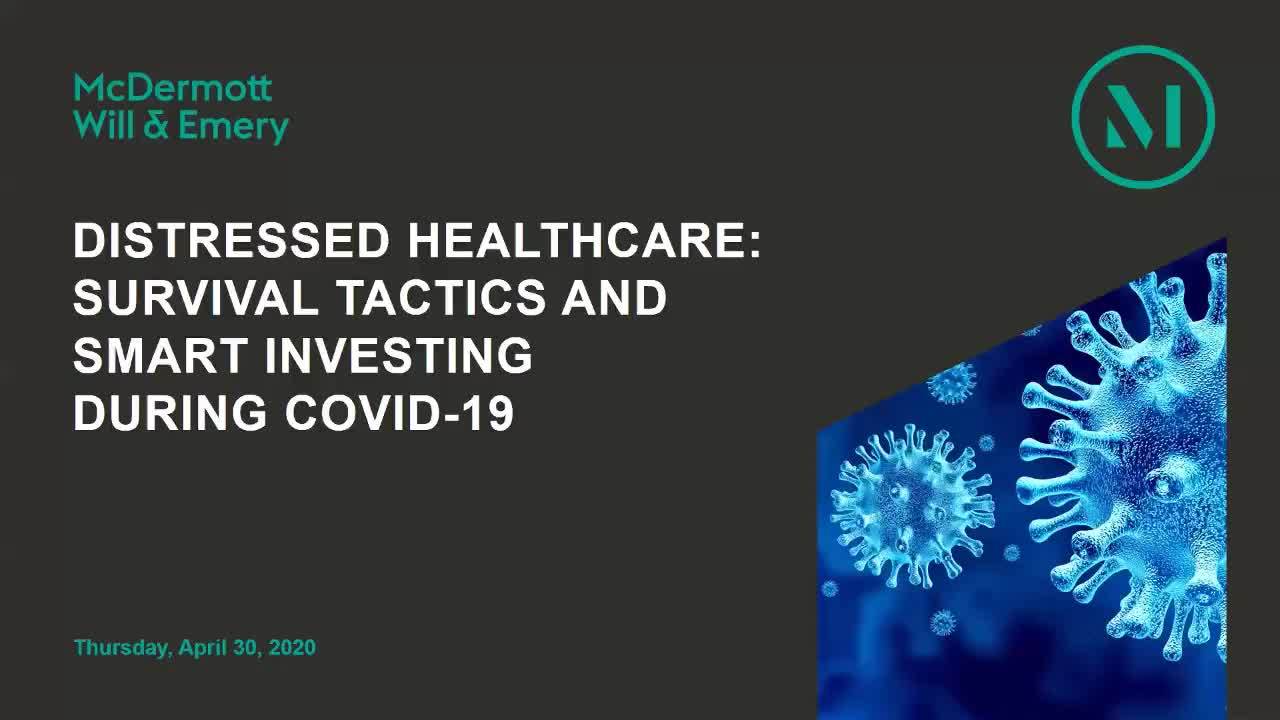 McDermott
Will & Emery
M
DISTRESSED HEALTHCARE:
SURVIVAL TACTICS AND
SMART INVESTING
DURING COVID-19
Thursday, April 30, 2020